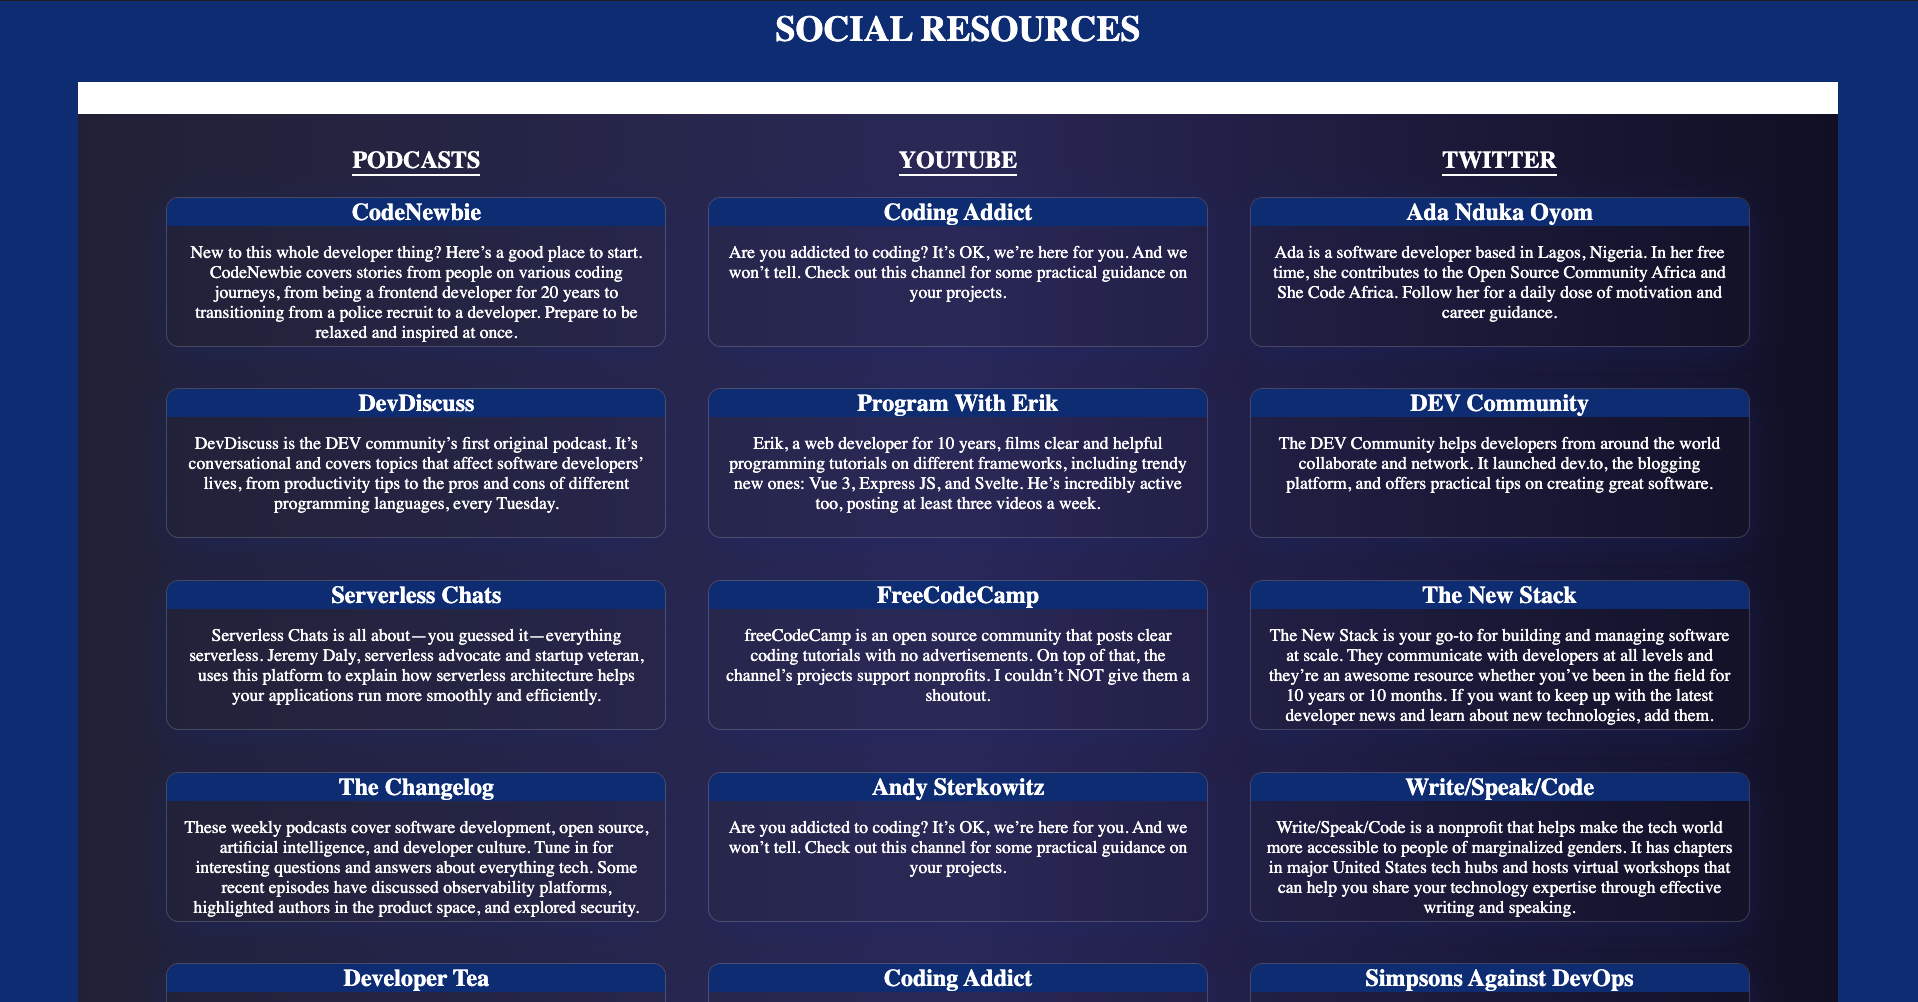 SOCIAL RESOURCES
PODCASTS
CodeNewbie
New to this whole developer thing? Here’s a good place to start.
CodeNewbie covers stories from people on various coding
journeys, from being a frontend developer for 20 years to
transitioning from a police recruit to a developer. Prepare to be
relaxed and inspired at once.
DevDiscuss
DevDiscuss is the DEV community’s first original podcast. It’s
conversational and covers topics that affect software developers’
lives, from productivity tips to the pros and cons of different
programming languages, every Tuesday.
Serverless Chats
Serverless Chats is all about—you guessed it—everything
serverless. Jeremy Daly, serverless advocate and startup veteran,
uses this platform to explain how serverless architecture helps
your applications run more smoothly and efficiently.
The Changelog
These weekly podcasts cover software development, open source,
artificial intelligence, and developer culture. Tune in for
interesting questions and answers about everything tech. Some
recent episodes have discussed observability platforms,
highlighted authors in the product space, and explored security.
Developer Tea
YOUTUBE
Coding Addict
Are you addicted to coding? It’s OK, we’re here for you. And we
won’t tell. Check out this channel for some practical guidance on
your projects.
Program With Erik
Erik, a web developer for 10 years, films clear and helpful
programming tutorials on different frameworks, including trendy
new ones: Vue 3, Express JS, and Svelte. He’s incredibly active
too, posting at least three videos a week.
FreeCodeCamp
freeCodeCamp is an open source community that posts clear
coding tutorials with no advertisements. On top of that, the
channel’s projects support nonprofits. I couldn’t NOT give them a
shoutout.
Andy Sterkowitz
Are you addicted to coding? It’s OK, we’re here for you. And we
won’t tell. Check out this channel for some practical guidance on
your projects.
Coding Addict
TWITTER
Ada Nduka Oyom
Ada is a software developer based in Lagos, Nigeria. In her free
time, she contributes to the Open Source Community Africa and
She Code Africa. Follow her for a daily dose of motivation and
career guidance.
DEV Community
The DEV Community helps developers from around the world
collaborate and network. It launched dev.to, the blogging
platform, and offers practical tips on creating great software.
The New Stack
The New Stack is your go-to for building and managing software
at scale. They communicate with developers at all levels and
they’re an awesome resource whether you’ve been in the field for
10 years or 10 months. If you want to keep up with the latest
developer news and learn about new technologies, add them.
Write/Speak/Code
Write/Speak/Code is a nonprofit that helps make the tech world
more accessible to people of marginalized genders. It has chapters
in major United States tech hubs and hosts virtual workshops that
can help you share your technology expertise through effective
writing and speaking.
Simpsons Against DevOps